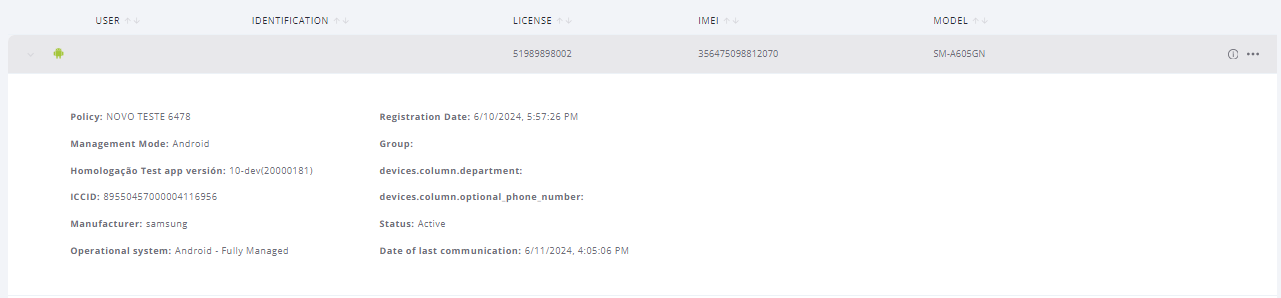 USER IDENTIFICATION LICENSE IMEI MODEL
51989898002 356475098812070 SM-A605GN
Policy: NOVO TESTE 6478 Registration Date: 6/10/2024, 5:57:26 PM
Management Mode: Android Group:
Homologação Test app versión: 10-dev(20000181) devices.column.department:
ICCID: 89550457000004116956 devices.column.optional_phone_number:
Manufacturer: samsung Status: Active
Operational system: Android - Fully Managed Date of last communication: 6/11/2024, 4:05:06 PM